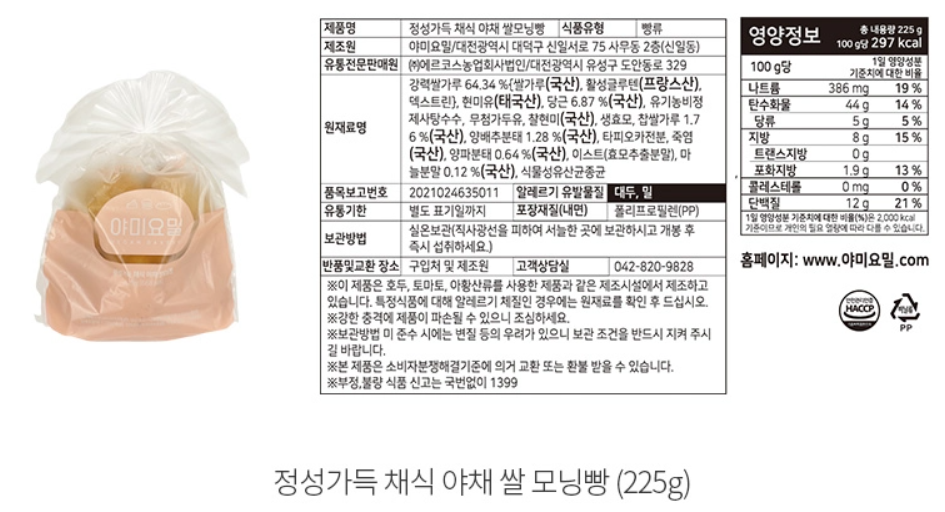 야미요밀
제품명 정성가득 채식 야채 쌀모닝빵 식품유형 빵류
제조원 야미요밀/대전광역시 대덕구 신일서로 75 사무동 2층(신일동)
유통전문판매원 ㈜에르코스농업회사법인/대전광역시 유성구 도안동로 329
원재료명
강력쌀가루 64.34 %{쌀가루(국산), 활성글루텐(프랑스산),
덱스트린}, 현미유(태국산), 당근 6.87 %(국산), 유기농비정
제사탕수수, 무첨가두유, 찰현미(국산), 생효모, 찹쌀가루 1.7
6 %(국산), 양배추분태 1.28 %(국산), 타피오카전분, 죽염
(국산), 양파분태 0.64 %(국산), 이스트(효모추출분말), 마
늘분말 0.12 %(국산), 식물성유산균종균
품목보고번호 2021024635011 알레르기 유발물질 대두, 밀
유통기한 별도 표기일까지 포장재질(내면) 폴리프로필렌(PP)
보관방법 실온보관(직사광선을 피하여 서늘한 곳에 보관하시고 개봉 후
즉시 섭취하세요.)
반품및교환 장소 구입처 및 제조원 고객상담실 042-820-9828
※이 제품은 호두, 토마토, 아황산류를 사용한 제품과 같은 제조시설에서 제조하고
있습니다. 특정식품에 대해 알레르기 체질인 경우에는 원재료를 확인 후 드십시오.
※강한 충격에 제품이 파손될 수 있으니 조심하세요.
※보관방법 미 준수 시에는 변질 등의 우려가 있으니 보관 조건을 반드시 지켜 주시
길 바랍니다.
※본 제품은 소비자분쟁해결기준에 의거 교환 또는 환불 받을 수 있습니다.
※부정,불량 식품 신고는 국번없이 1399
영양정보 총 내용량 225 g
100 g당 297 kcal
100 g당 1일 영양성분
기준치에 대한 비율
나트륨 386 mg 19 %
탄수화물 44 g 14 %
당류 5 g 5 %
지방 8 g 15 %
트랜스지방 0 g
포화지방 1.9 g 13 %
콜레스테롤 0 mg 0 %
단백질 12 g 21 %
1일 영양성분 기준치에 대한 비율(%)은 2,000 kcal
기준이므로 개인의 필요 열량에 따라 다를 수 있습니다.
홈페이지: www.야미요밀.com
HACCP
비닐류
PP
정성가득 채식 야채 쌀 모닝빵 (225g)